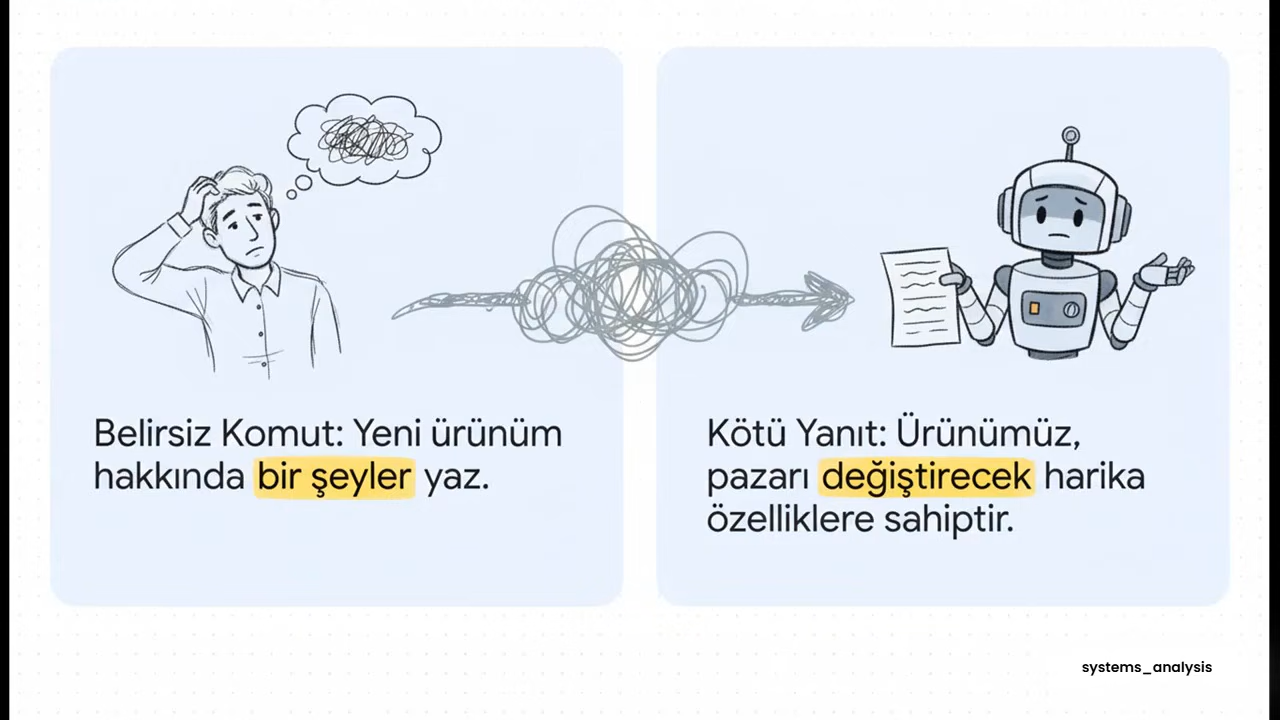 Belirsiz Komut: Yeni ürünüm
hakkında bir şeyler yaz.
Kötü Yanıt: Ürünümüz,
pazarı değiştirecek harika
özelliklere sahiptir.
systems_analysis